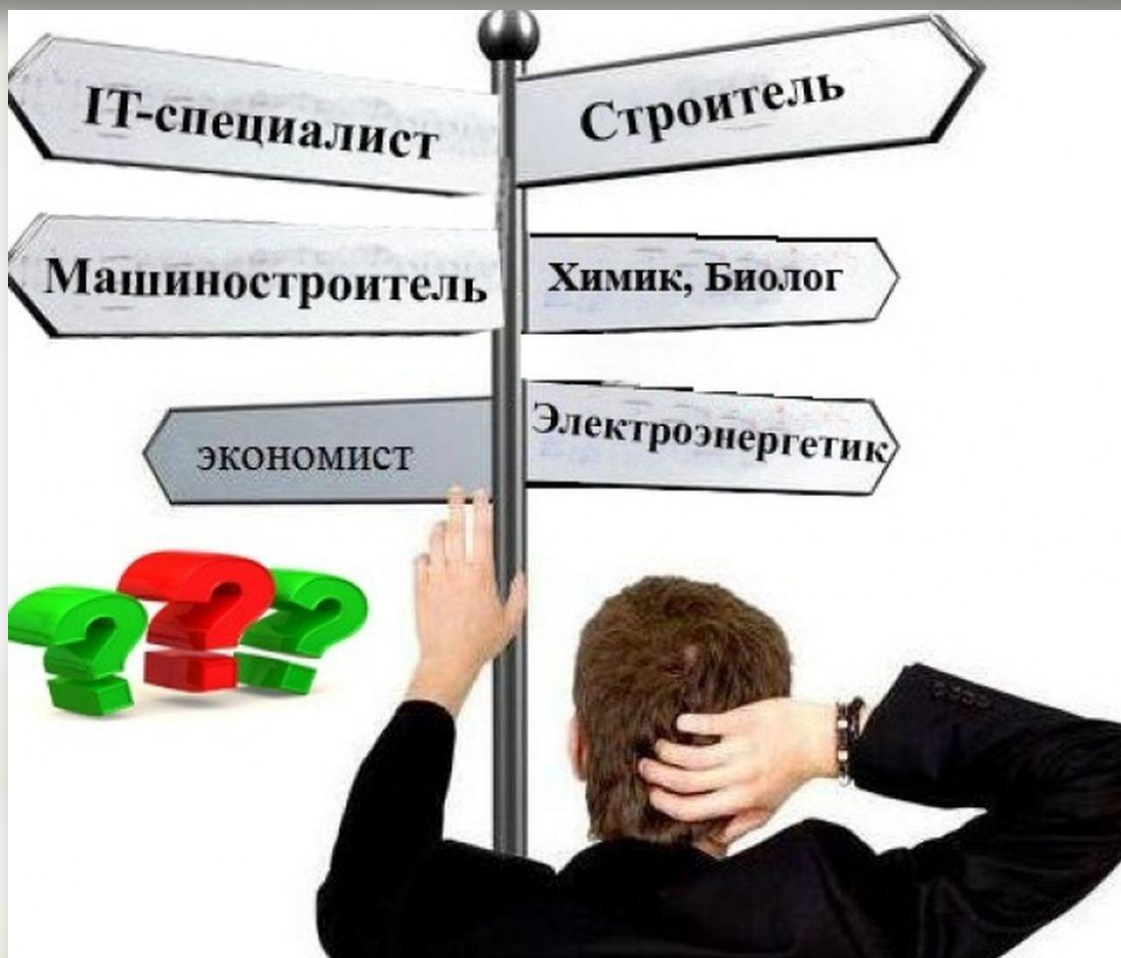 IT-специалист
Строитель
Машиностроитель
Химик, Биолог
экономист
Электроэнергетик